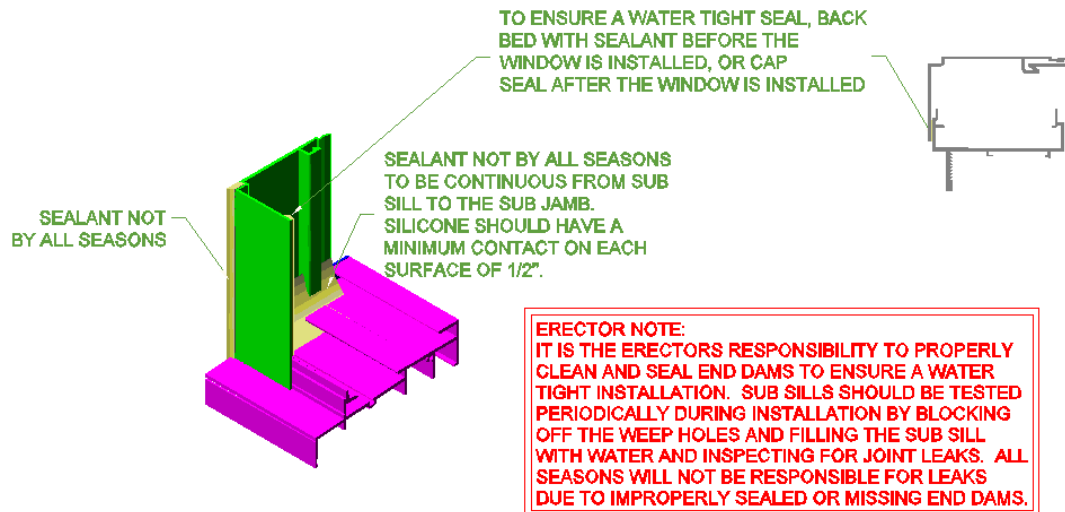 TO ENSURE A WATER TIGHT SEAL, BACK
BED WITH SEALANT BEFORE THE
WINDOW IS INSTALLED, OR CAP
SEAL AFTER THE WINDOW IS INSTALLED
SEALANT NOT BY ALL SEASONS
TO BE CONTINUOUS FROM SUB
SILL TO THE SUB JAMB.
SILICONE SHOULD HAVE A
MINIMUM CONTACT ON EACH
SURFACE OF 1/2".
SEALANT NOT
BY ALL SEASONS
ERECTOR NOTE:
IT IS THE ERECTORS RESPONSIBILITY TO PROPERLY
CLEAN AND SEAL END DAMS TO ENSURE A WATER
TIGHT INSTALLATION.  SUB SILLS SHOULD BE TESTED
PERIODICALLY DURING INSTALLATION BY BLOCKING
OFF THE WEEP HOLES AND FILLING THE SUB SILL
WITH WATER AND INSPECTING FOR JOINT LEAKS.  ALL
SEASONS WILL NOT BE RESPONSIBLE FOR LEAKS
DUE TO IMPROPERLY SEALED OR MISSING END DAMS.